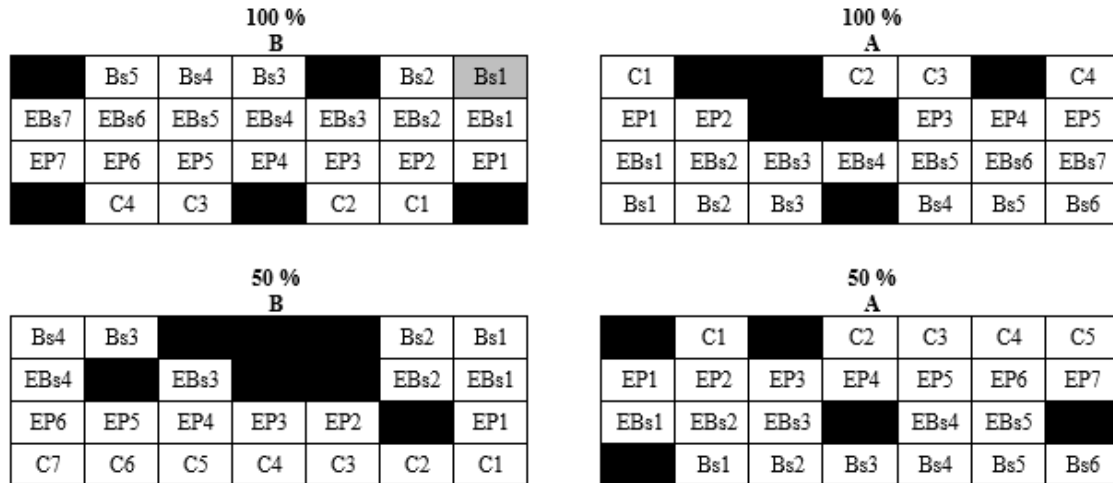 100 %
B
Bs5 Bs4 Bs3 Bs2 Bs1
EBs7 EBs6 EBs5 EBs4 EBs3 EBs2 EBs1
EP7 EP6 EP5 EP4 EP3 EP2 EP1
C4 C3 C2 C1
100 %
A
C1 C2 C3 C4
EP1 EP2 EP3 EP4 EP5
EBs1 EBs2 EBs3 EBs4 EBs5 EBs6 EBs7
Bs1 Bs2 Bs3 Bs4 Bs5 Bs6
50 %
B
Bs4 Bs3 Bs2 Bs1
EBs4 EBs3 EBs2 EBs1
EP6 EP5 EP4 EP3 EP2 EP1
C7 C6 C5 C4 C3 C2 C1
50 %
A
C1 C2 C3 C4 C5
EP1 EP2 EP3 EP4 EP5 EP6 EP7
EBs1 EBs2 EBs3 EBs4 EBs5
Bs1 Bs2 Bs3 Bs4 Bs5 Bs6